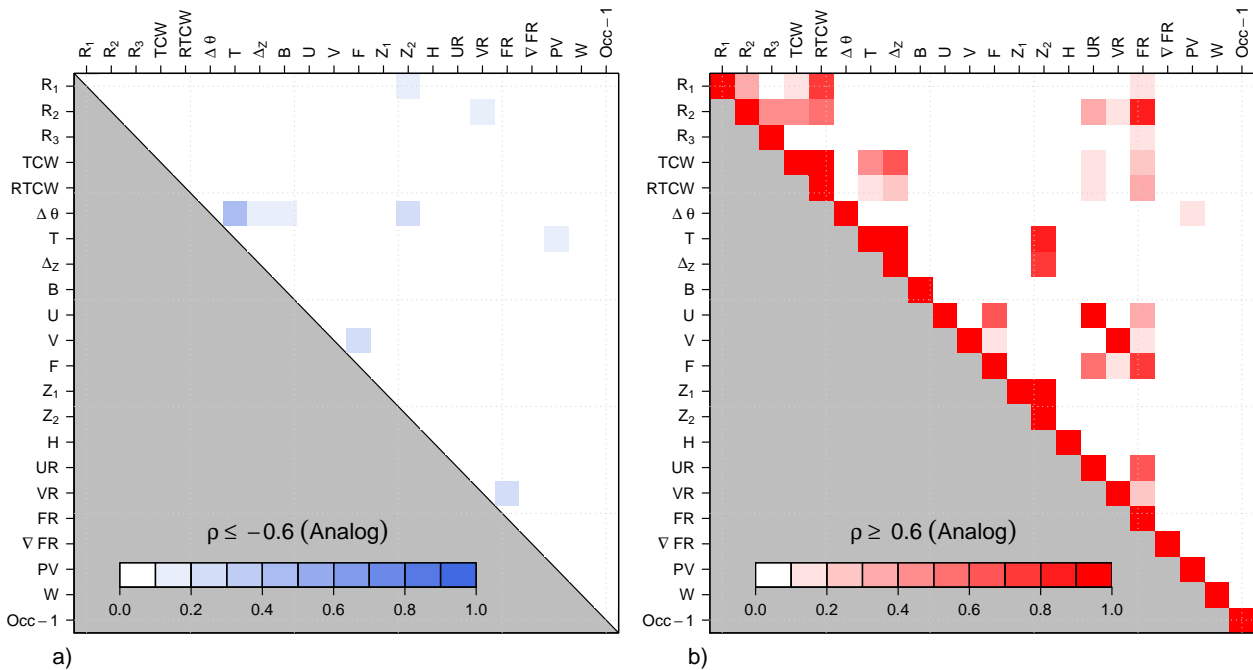 R₁ R₂ R₃ TCW RTCW Δ θ T Δz B U V F Z₁ Z₂ H UR VR FR ∇ FR PV W Occ − 1
R₁
R₂
R₃
TCW
RTCW
Δ θ
T
Δz
B
U
V
F
Z₁
Z₂
H
UR
VR
FR
∇ FR
PV
W
Occ − 1
ρ ≤ −0.6 (Analog)
0.0 0.2 0.4 0.6 0.8 1.0
a)
R₁ R₂ R₃ TCW RTCW Δ θ T Δz B U V F Z₁ Z₂ H UR VR FR ∇ FR PV W Occ − 1
R₁
R₂
R₃
TCW
RTCW
Δ θ
T
Δz
B
U
V
F
Z₁
Z₂
H
UR
VR
FR
∇ FR
PV
W
Occ − 1
ρ ≥ 0.6 (Analog)
0.0 0.2 0.4 0.6 0.8 1.0
b)